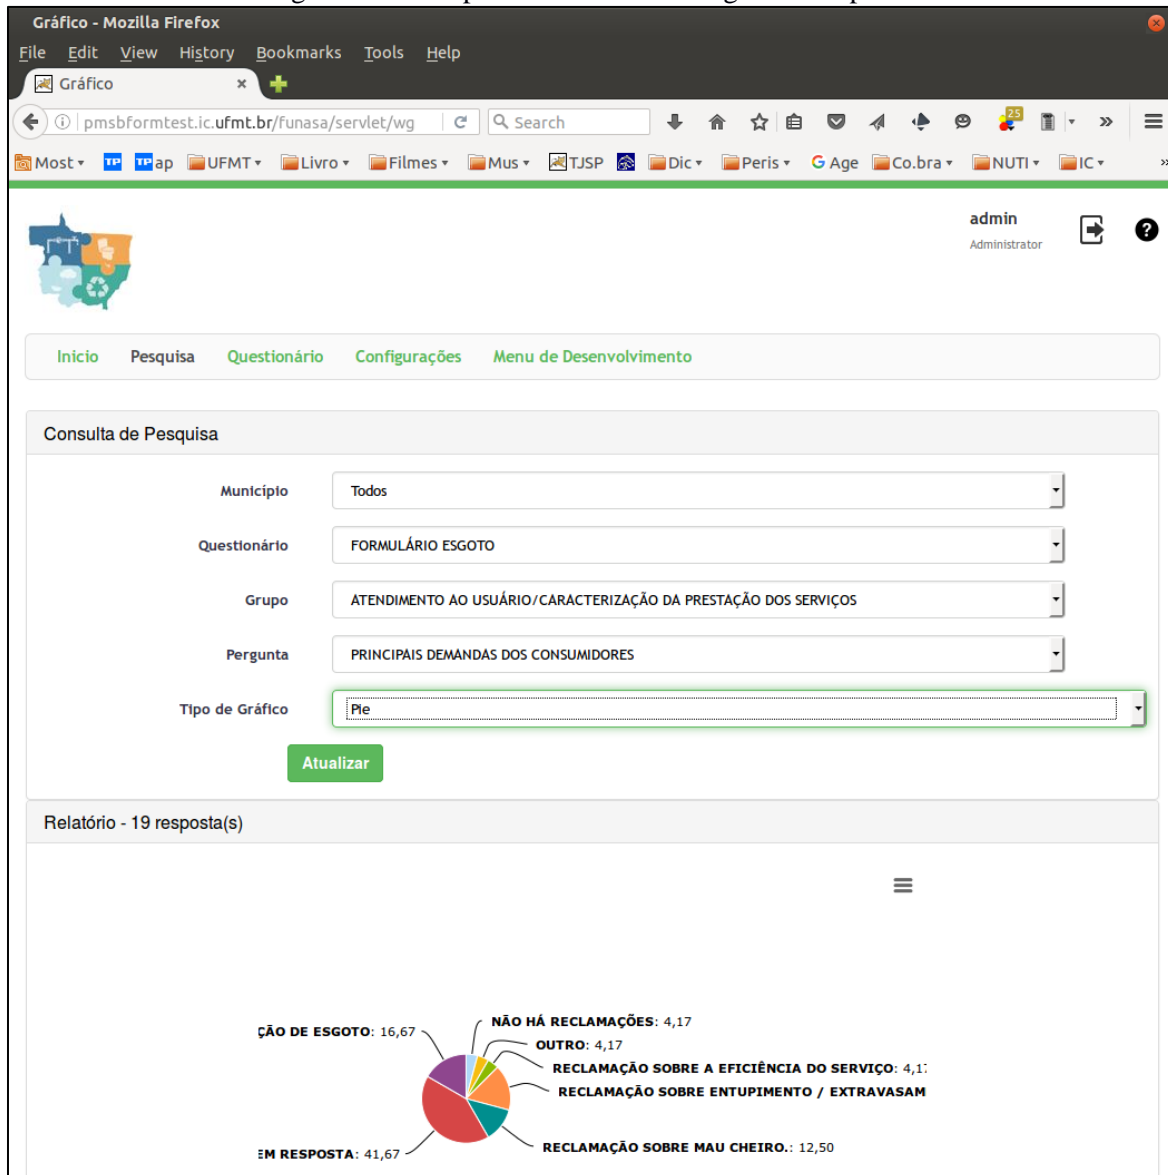 Gráfico - Mozilla Firefox
File Edit View History Bookmarks Tools Help
Gráfico
pmsbformtest.ic.ufmt.br/funasa/servlet/wg Search 25
Most TP TP ap UFMT Livro Filmes Mus TJSP Dic Peris G Age Co.bra NUTI IC
admin
Administrator
Inicio Pesquisa Questionário Configurações Menu de Desenvolvimento
Consulta de Pesquisa
Município Todos
Questionário FORMULÁRIO ESGOTO
Grupo ATENDIMENTO AO USUÁRIO/CARACTERIZAÇÃO DA PRESTAÇÃO DOS SERVIÇOS
Pergunta PRINCIPAIS DEMANDAS DOS CONSUMIDORES
Tipo de Gráfico Pie
Atualizar
Relatório - 19 resposta(s)
NÃO HÁ RECLAMAÇÕES: 4,17
ÇÃO DE ESGOTO: 16,67
OUTRO: 4,17
RECLAMAÇÃO SOBRE A EFICIÊNCIA DO SERVIÇO: 4,17
RECLAMAÇÃO SOBRE ENTUPIMENTO / EXTRAVASAM
RECLAMAÇÃO SOBRE MAU CHEIRO.: 12,50
EM RESPOSTA: 41,67